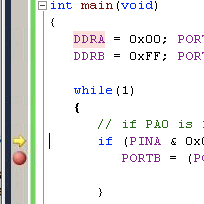 int main(void)
{
DDRA = 0x00; PORT
DDRB = 0xFF; PORT
while(1)
{
// if PA0 is
if (PINA & 0x
PORTB = (PO
}